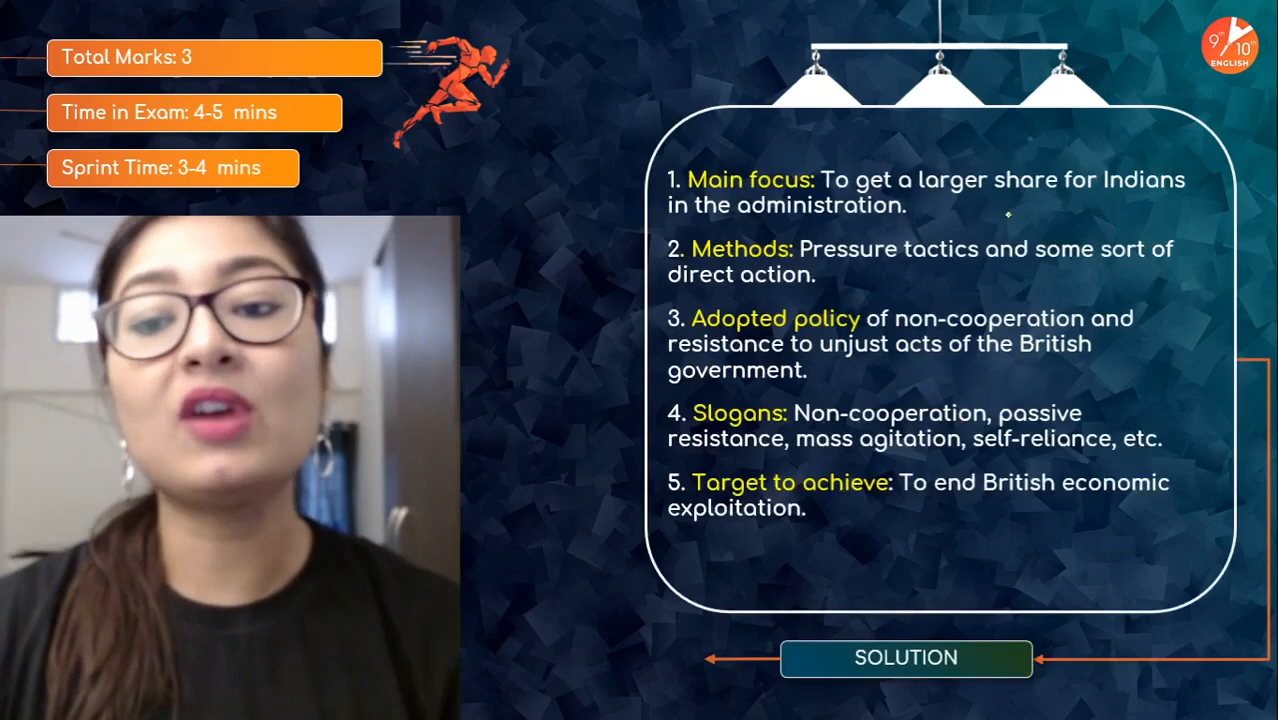 Total Marks: 3
Time in Exam: 4-5 mins
Sprint Time: 3-4 mins
9th 10th
ENGLISH
1. Main focus: To get a larger share for Indians
in the administration.
2. Methods: Pressure tactics and some sort of
direct action.
3. Adopted policy of non-cooperation and
resistance to unjust acts of the British
government.
4. Slogans: Non-cooperation, passive
resistance, mass agitation, self-reliance, etc.
5. Target to achieve: To end British economic
exploitation.
SOLUTION